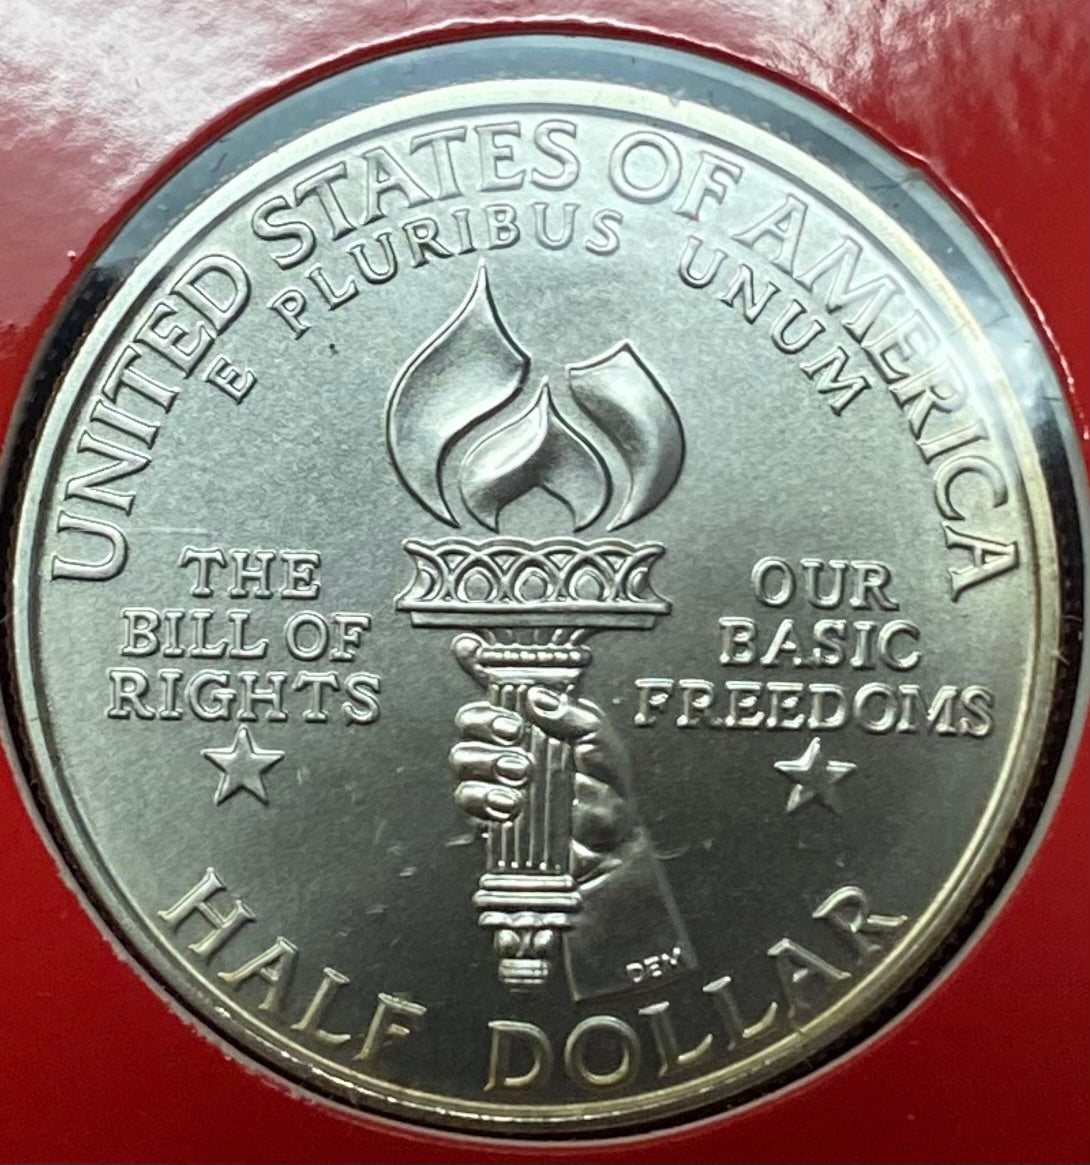 UNITED STATES OF AMERICA
E PLURIBUS UNUM
THE
BILL OF
RIGHTS
OUR
BASIC
FREEDOMS
DEM
HALF DOLLAR